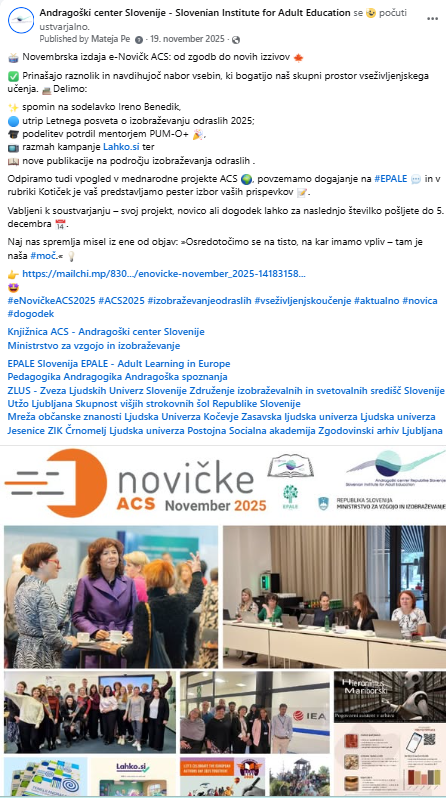 Andragoški center Slovenije - Slovenian Institute for Adult Education se 🤣 počuti
ustvarjalno.
Published by Mateja Pe · 19. november 2025 ·
🗃️ Novembrska izdaja e-Novičk ACS: od zgodb do novih izzivov 🍁
✅ Prinašajo raznolik in navdihujoč nabor vsebin, ki bogatijo naš skupni prostor vseživljenjskega
učenja. Delimo:
✨ spomin na sodelavko Ireno Benedik,
🔵 utrip Letnega posveta o izobraževanju odraslih 2025;
🎓 podelitev potrdil mentorjem PUM-O+ 🎉,
📺 razmah kampanje Lahko.si ter
📖 nove publikacije na področju izobraževanja odraslih .
Odpiramo tudi vpogled v mednarodne projekte ACS 🌍, povzemamo dogajanje na #EPALE 💬 in v
rubriki Kotiček je vaš predstavljamo pester izbor vaših prispevkov 📝.
Vabljeni k soustvarjanju – svoj projekt, novico ali dogodek lahko za naslednjo številko pošljete do 5.
decembra 📅.
Naj nas spremlja misel iz ene od objav: »Osredotočimo se na tisto, na kar imamo vpliv – tam je
naša #moč.« 💡
👉 https://mailchi.mp/830.../enovicke-november_2025-14183158...
🤩
#eNovičkeACS2025 #ACS2025 #izobraževanjeodraslih #vseživljenjskoučenje #aktualno #novica
#dogodek
Knjižnica ACS - Andragoški center Slovenije
Ministrstvo za vzgojo in izobraževanje
EPALE Slovenija EPALE - Adult Learning in Europe
Pedagogika Andragogika Andragoška spoznanja
ZLUS - Zveza Ljudskih Univerz Slovenije Združenje izobraževalnih in svetovalnih središč Slovenije
Utžo Ljubljana Skupnost višjih strokovnih šol Republike Slovenije
Mreža občanske znanosti Ljudska Univerza Kočevje Zasavska ljudska univerza Ljudska univerza
Jesenice ZIK Črnomelj Ljudska univerza Postojna Socialna akademija Zgodovinski arhiv Ljubljana
novičke
ACS November 2025
EPALE
Andragoški center Republike Slovenije
Slovenian Institute for Adult Education
REPUBLIKA SLOVENIJA
MINISTRSTVO ZA VZGOJO IN IZOBRAŽEVANJE
IEA
Hieronimus
Mariborski
Lahko.si